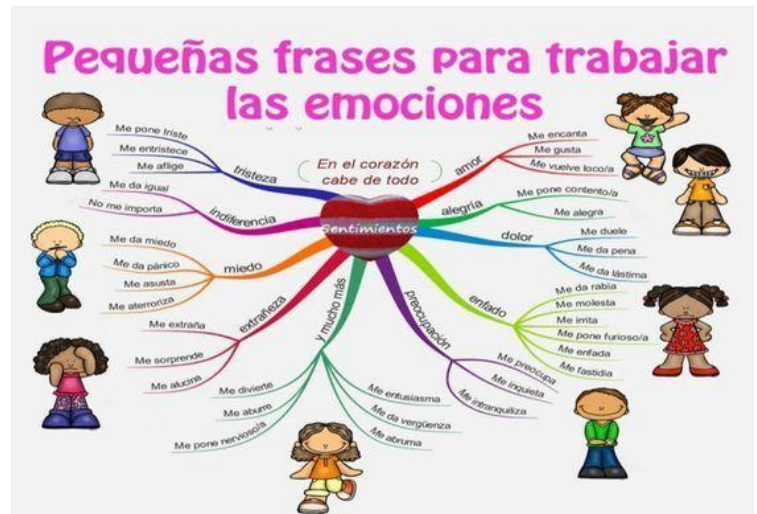 Pequeñas frases para trabajar
las emociones
En el corazón
cabe de todo
Sentimientos
tristeza
Me pone triste
Me entristece
Me aflige
indiferencia
Me da igual
No me importa
miedo
Me da miedo
Me da pánico
Me asusta
Me aterroriza
extrañeza
Me extraña
Me sorprende
Me alucina
y mucho más
Me divierte
Me aburre
Me pone nervioso/a
Me entusiasma
Me da vergüenza
Me abruma
preocupación
Me preocupa
Me inquieta
Me intranquiliza
enfado
Me da rabia
Me molesta
Me irrita
Me pone furioso/a
Me enfada
Me fastidia
dolor
Me duele
Me da pena
Me da lástima
alegría
Me pone contento/a
Me alegra
amor
Me encanta
Me gusta
Me vuelve loco/a